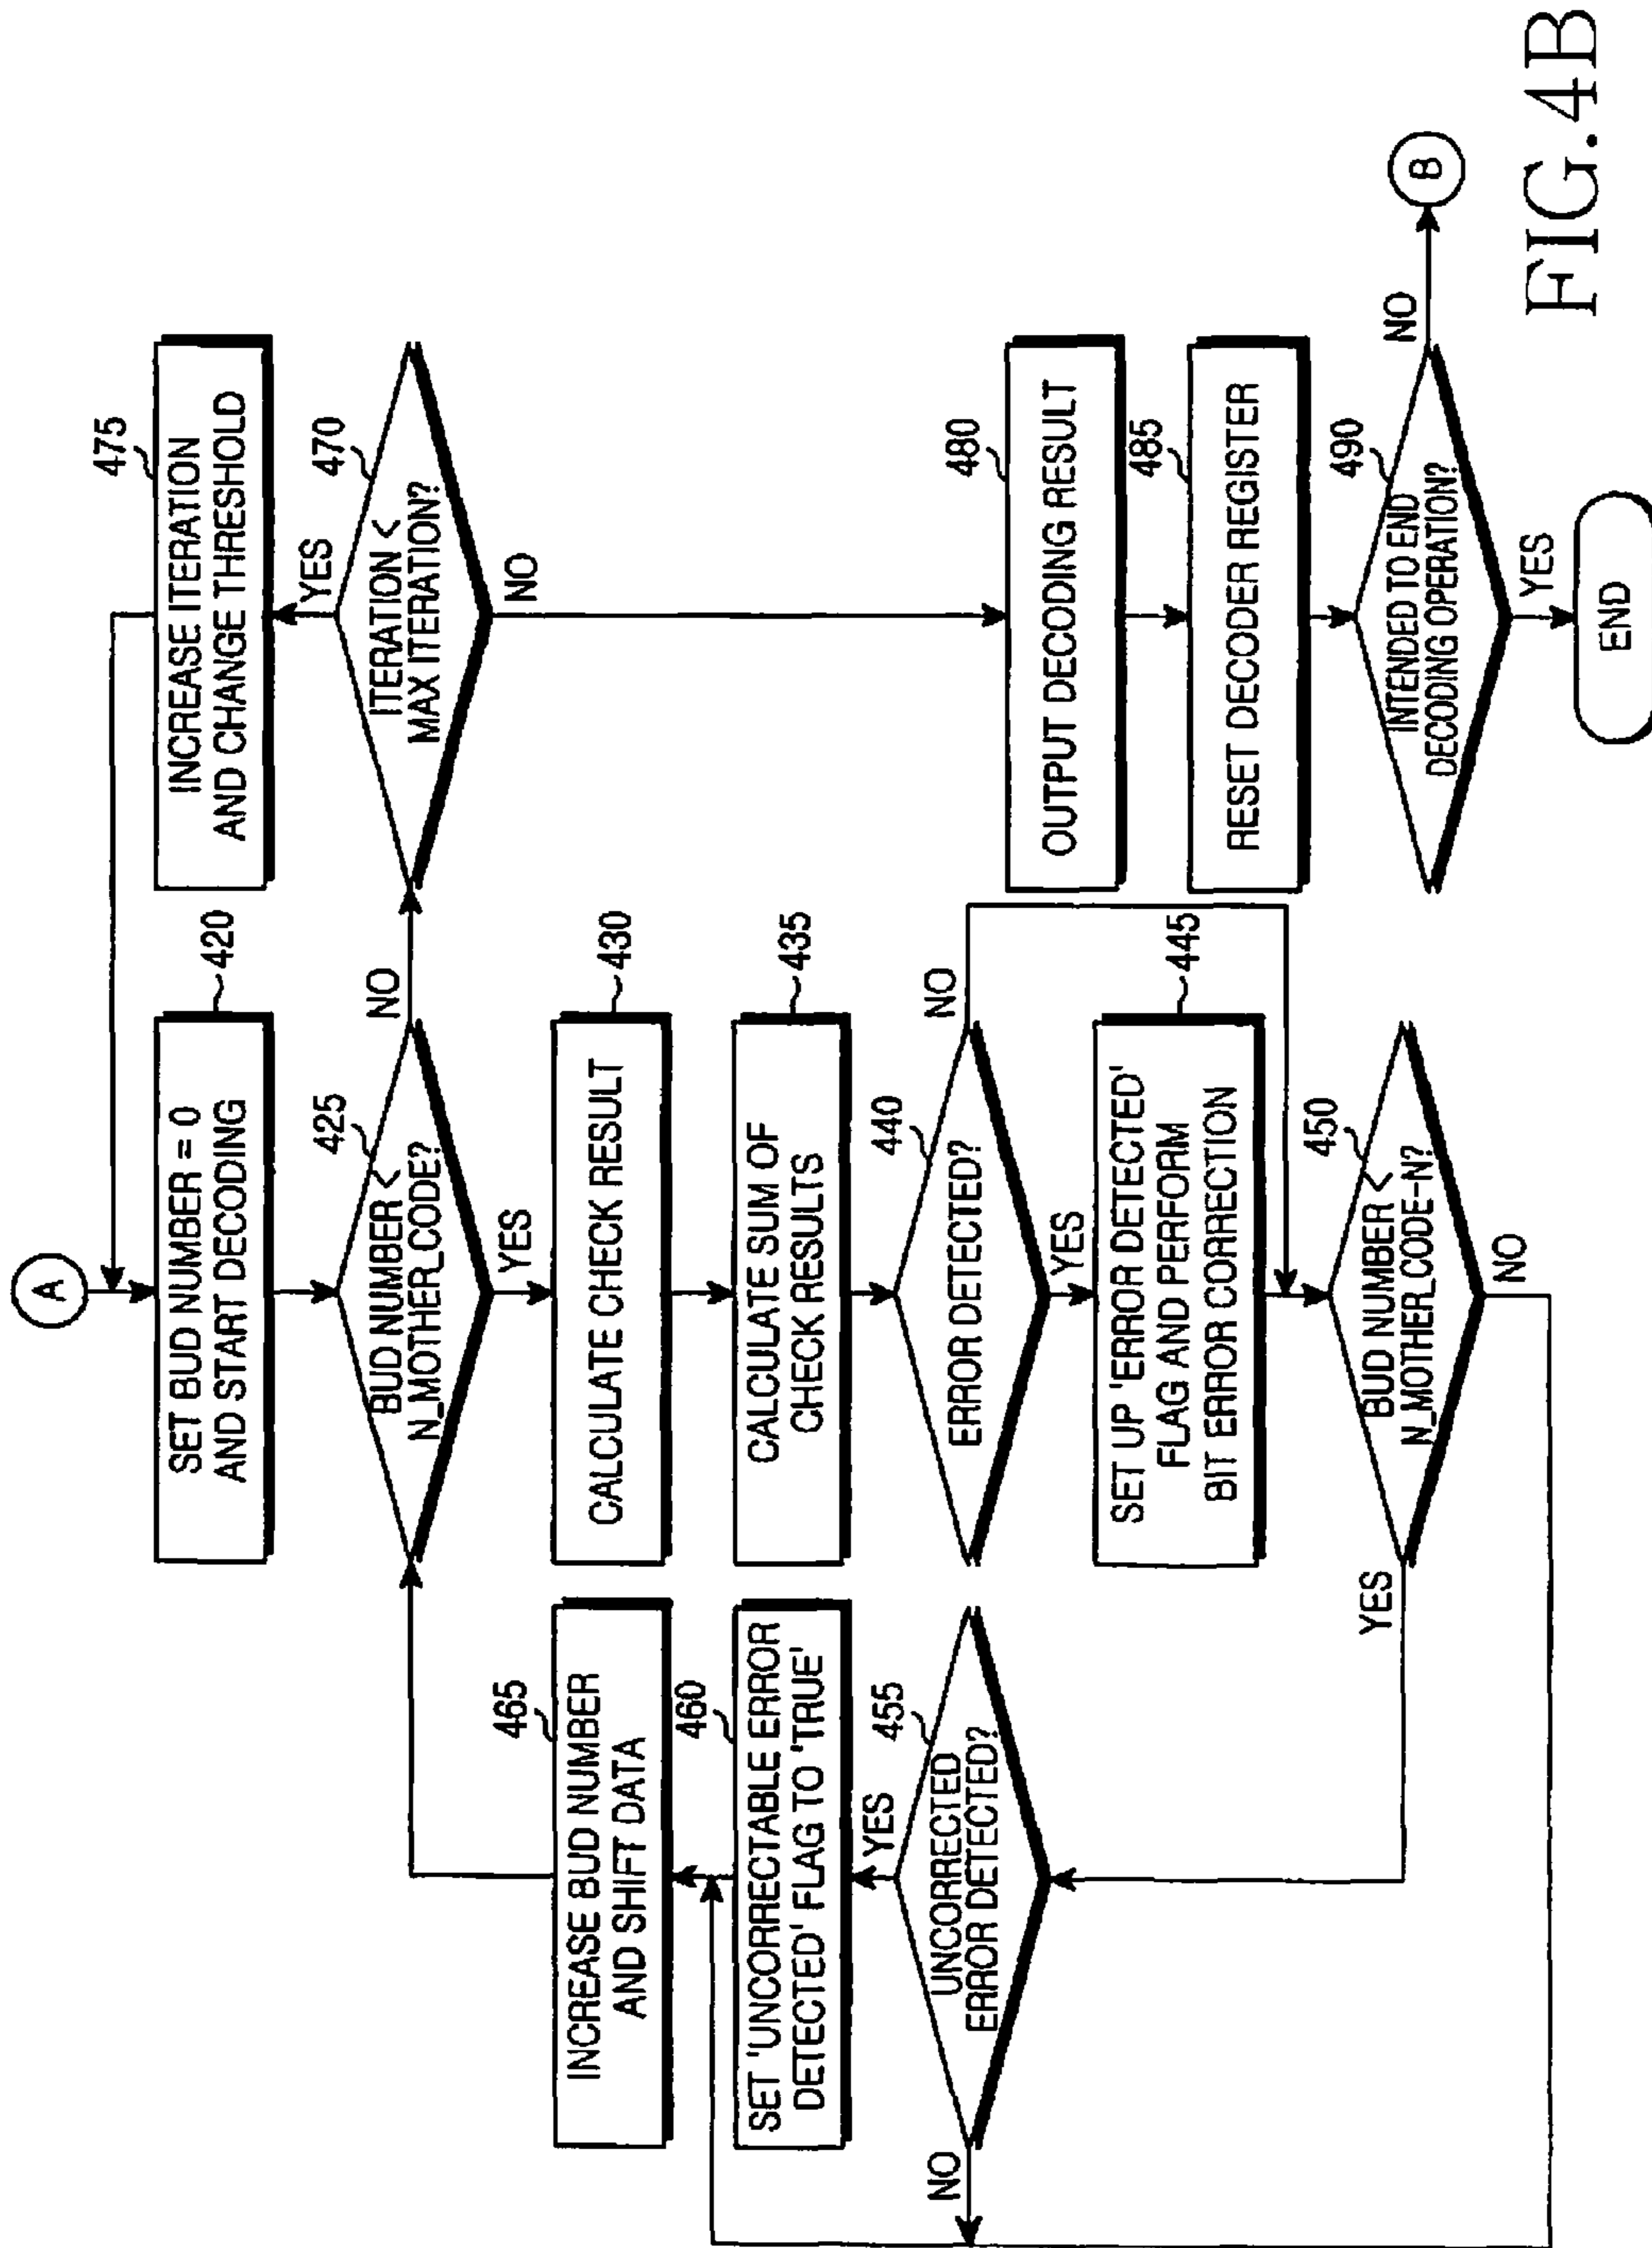 A
SET BUD NUMBER = 0
AND START DECODING
420
BUD NUMBER <
N_MOTHER_CODE?
425
NO
YES
CALCULATE CHECK RESULT
430
CALCULATE SUM OF
CHECK RESULTS
435
ERROR DETECTED?
440
NO
YES
SET UP 'ERROR DETECTED'
FLAG AND PERFORM
BIT ERROR CORRECTION
445
BUD NUMBER <
N_MOTHER_CODE-N?
450
YES
NO
UNCORRECTED
ERROR DETECTED?
455
YES
NO
SET 'UNCORRECTABLE ERROR
DETECTED' FLAG TO 'TRUE'
460
INCREASE BUD NUMBER
AND SHIFT DATA
465
ITERATION <
MAX ITERATION?
470
YES
NO
INCREASE ITERATION
AND CHANGE THRESHOLD
475
OUTPUT DECODING RESULT
480
RESET DECODER REGISTER
485
INTENDED TO END
DECODING OPERATION?
490
NO
B
YES
END
FIG.4B